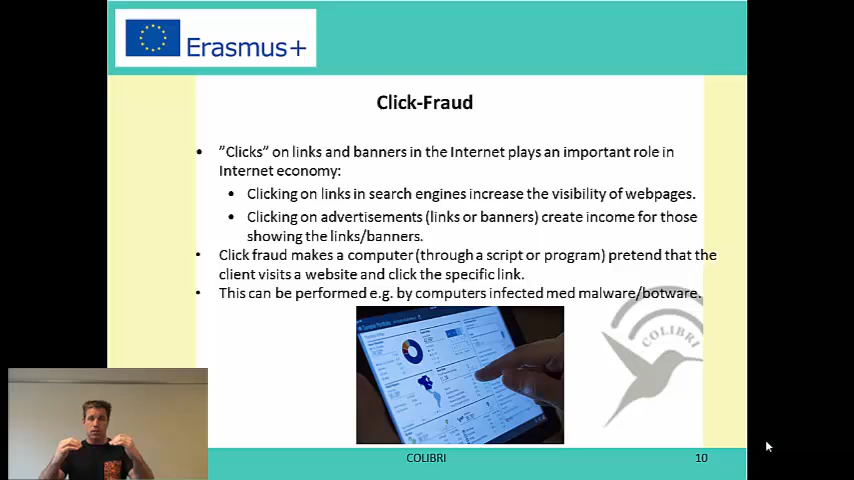 Erasmus+
Click-Fraud
• "Clicks" on links and banners in the Internet plays an important role in
Internet economy:
• Clicking on links in search engines increase the visibility of webpages.
• Clicking on advertisements (links or banners) create income for those
showing the links/banners.
• Click fraud makes a computer (through a script or program) pretend that the
client visits a website and click the specific link.
• This can be performed e.g. by computers infected med malware/botware.
COLIBRI
COLIBRI
10